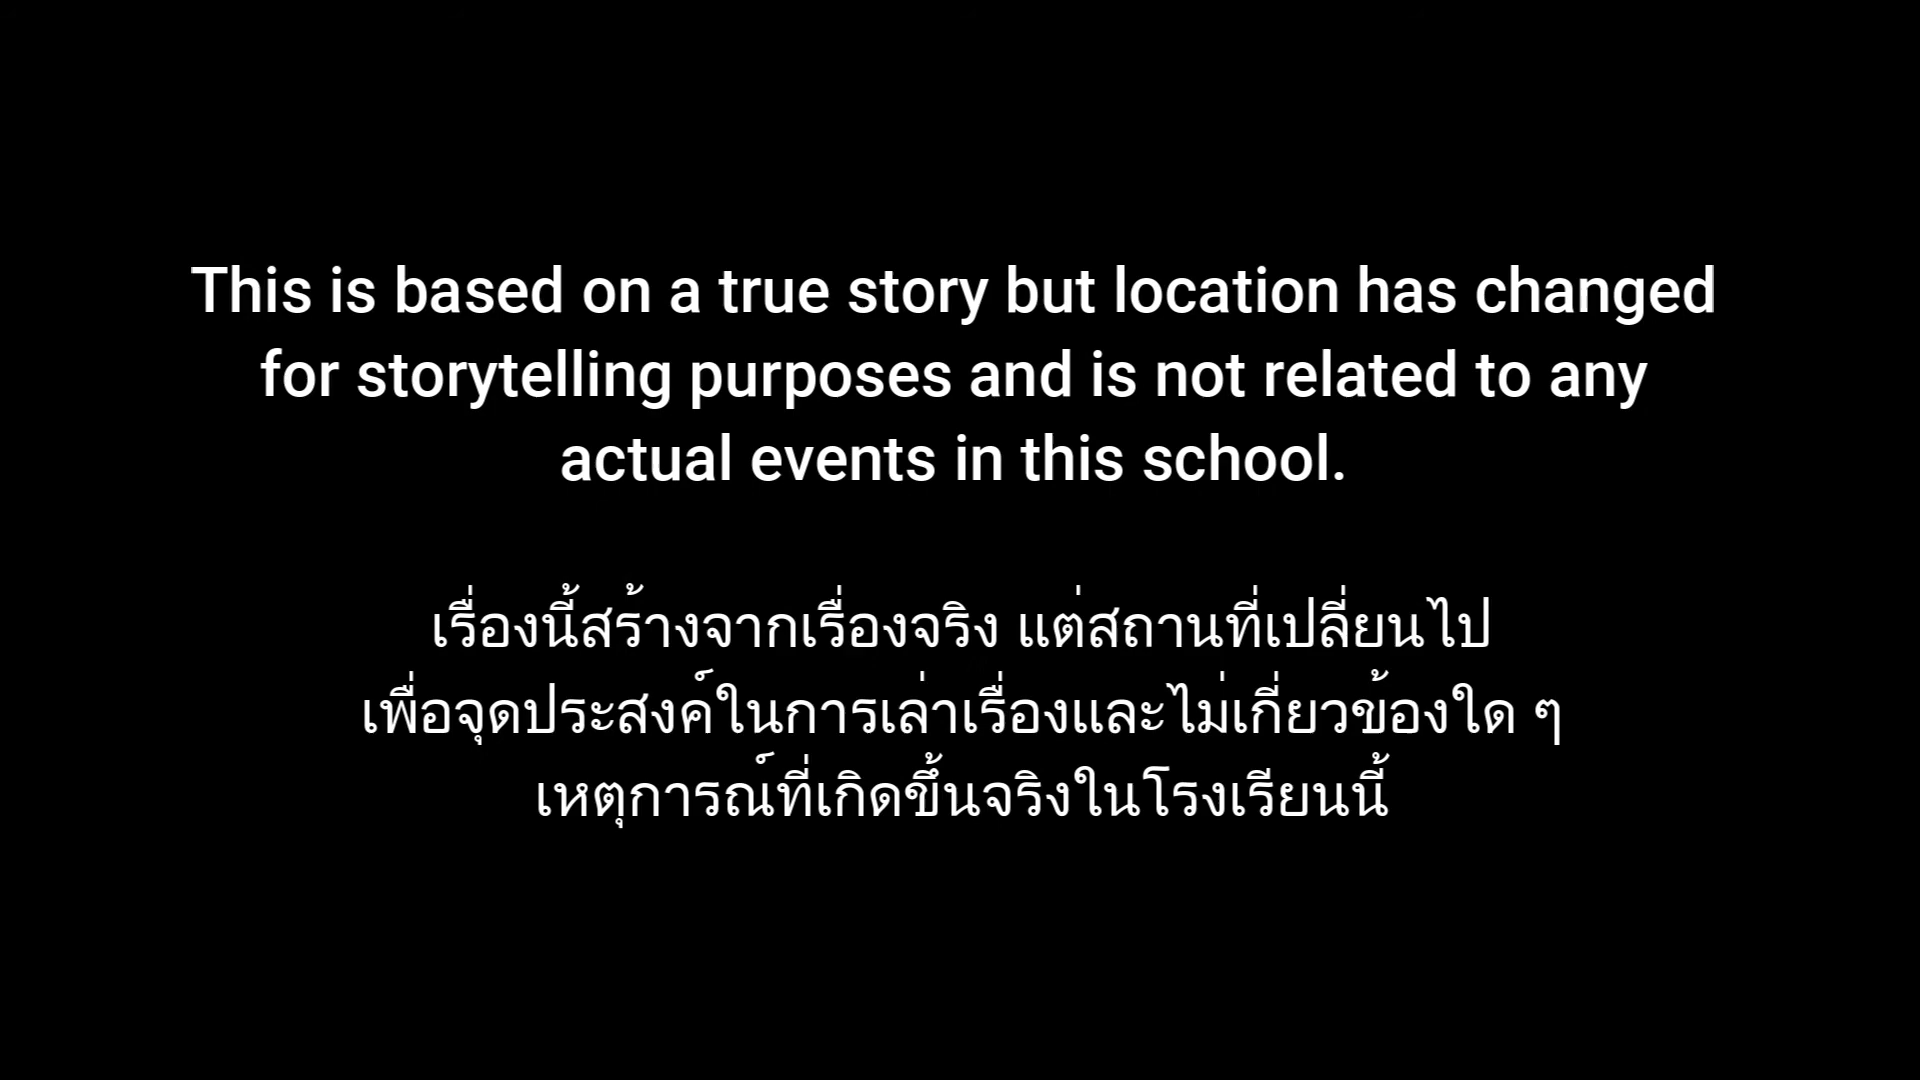 This is based on a true story but location has changed
for storytelling purposes and is not related to any
actual events in this school.
เรื่องนี้สร้างจากเรื่องจริง แต่สถานที่เปลี่ยนไป
เพื่อจุดประสงค์ในการเล่าเรื่องและไม่เกี่ยวข้องใด ๆ
เหตุการณ์ที่เกิดขึ้นจริงในโรงเรียนนี้